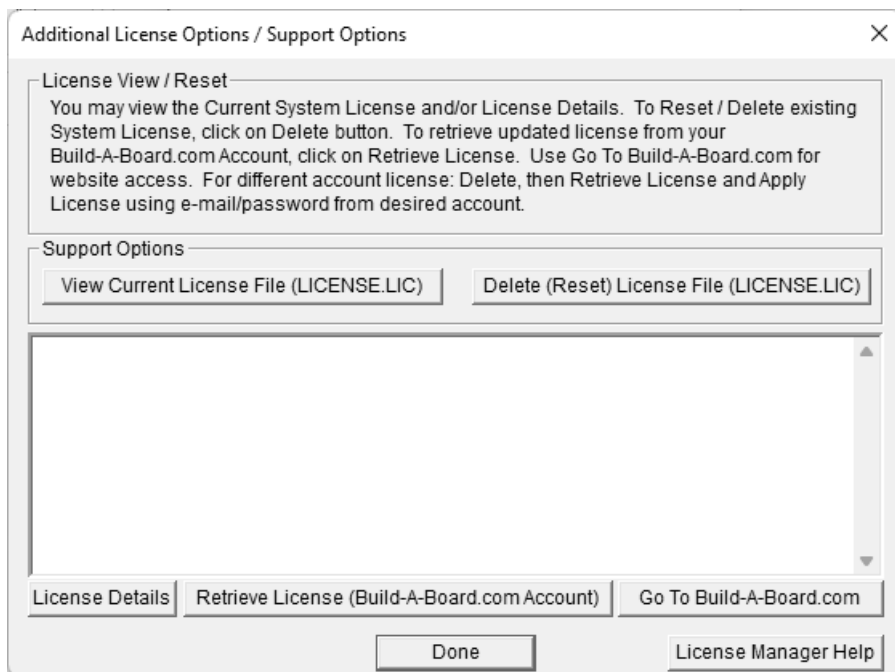 Additional License Options / Support Options
License View / Reset
You may view the Current System License and/or License Details. To Reset / Delete existing
System License, click on Delete button. To retrieve updated license from your
Build-A-Board.com Account, click on Retrieve License. Use Go To Build-A-Board.com for
website access. For different account license: Delete, then Retrieve License and Apply
License using e-mail/password from desired account.
Support Options
View Current License File (LICENSE.LIC)
Delete (Reset) License File (LICENSE.LIC)
License Details
Retrieve License (Build-A-Board.com Account)
Go To Build-A-Board.com
Done
License Manager Help